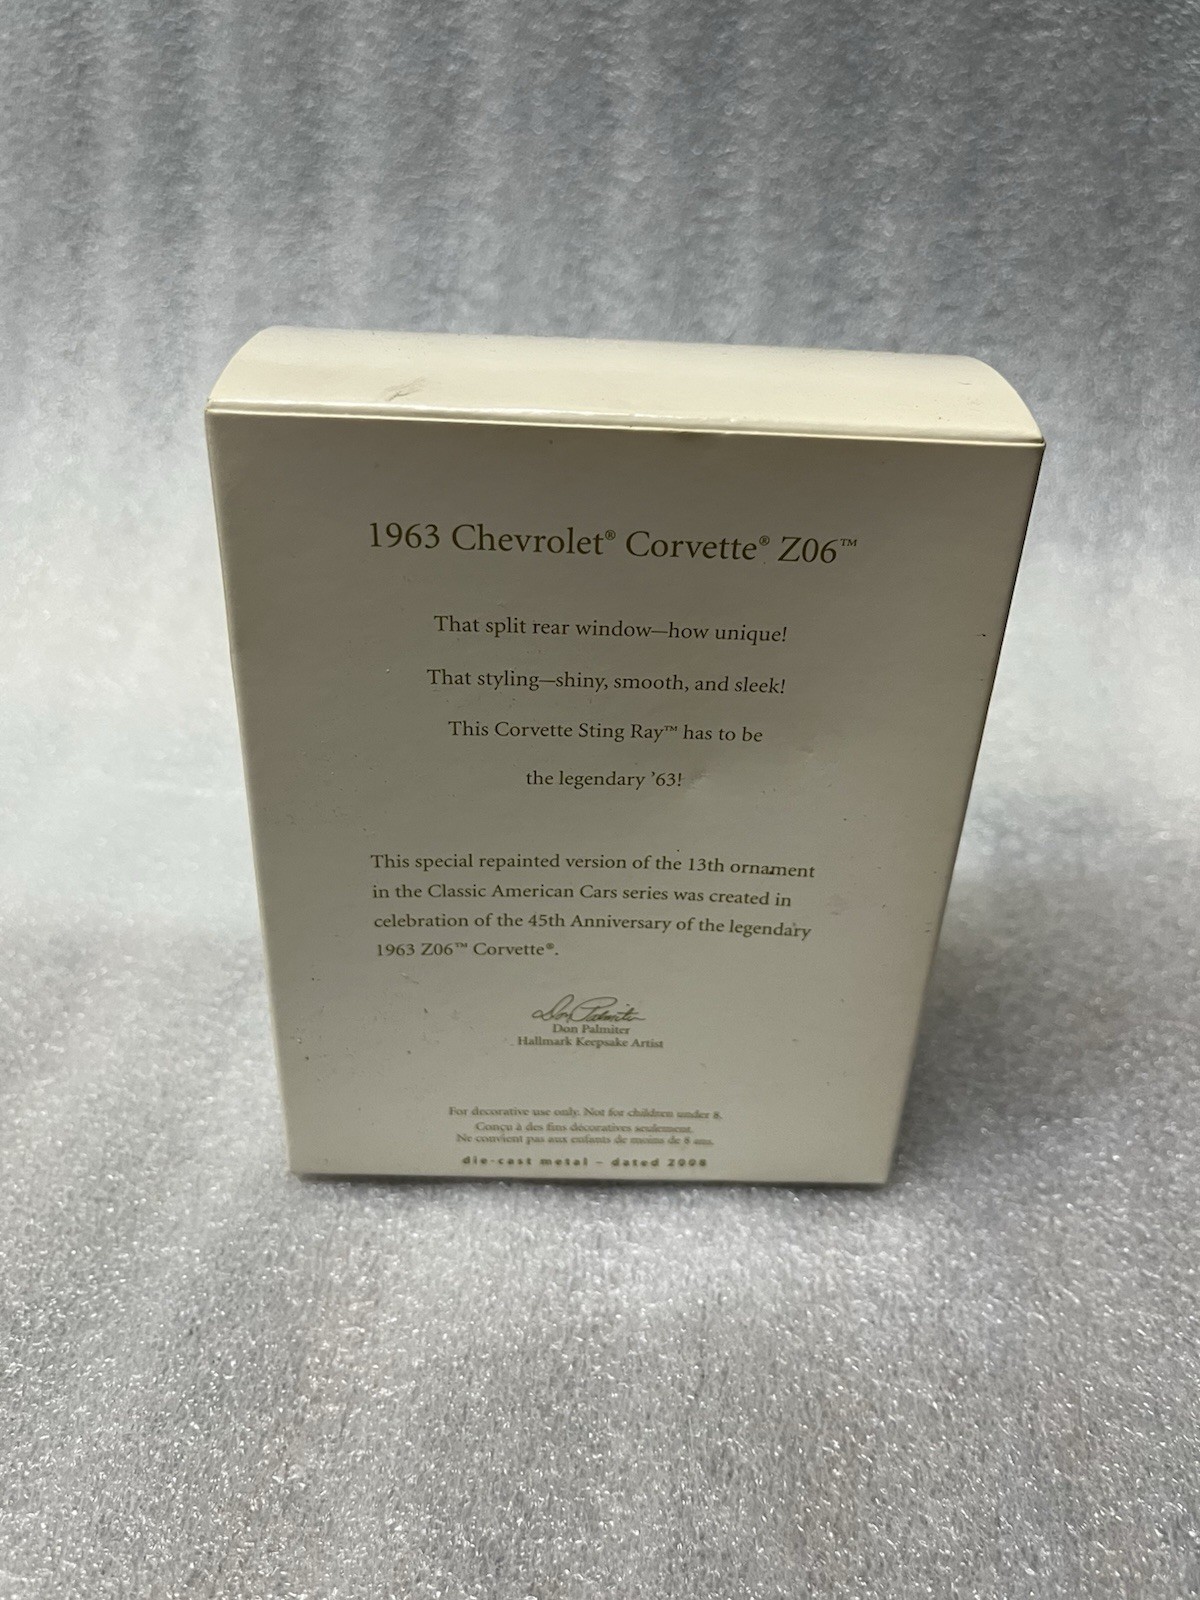 1963 Chevrolet® Corvette® Z06™
That split rear window—how unique!
That styling—shiny, smooth, and sleek!
This Corvette Sting Ray™ has to be
the legendary ’63!
This special repainted version of the 13th ornament
in the Classic American Cars series was created in
celebration of the 45th Anniversary of the legendary
1963 Z06™ Corvette®.
Don Palmiter
Don Palmiter
Hallmark Keepsake Artist
For decorative use only. Not for children under 8.
Conçu à des fins décoratives seulement.
Ne convient pas aux enfants de moins de 8 ans.
die-cast metal – dated 2008